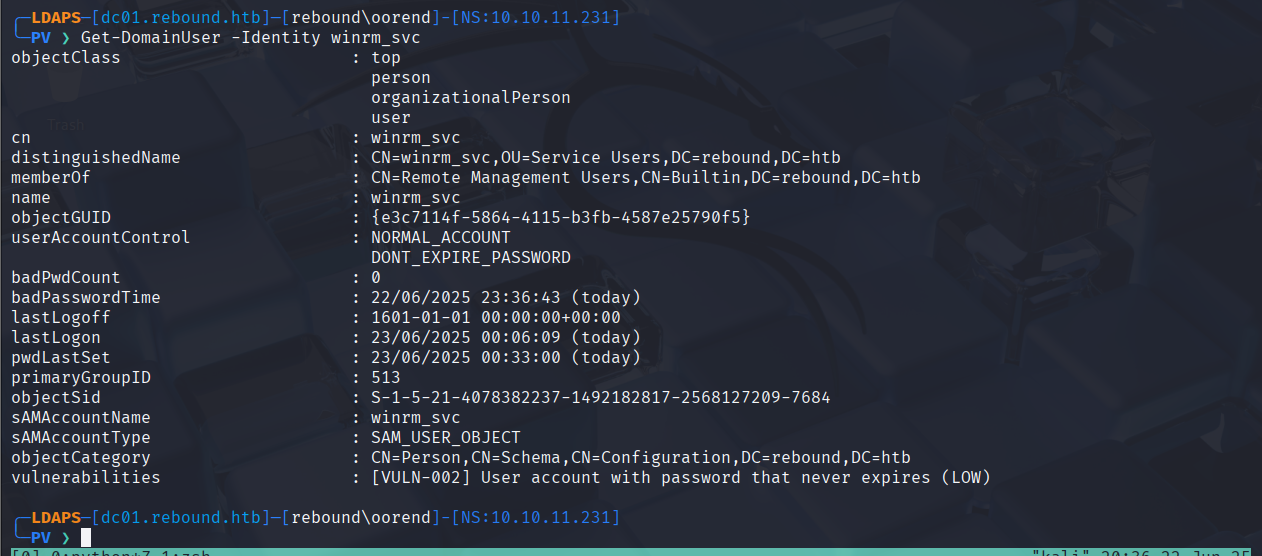 ╭─LDAPS─[dc01.rebound.htb]─[rebound\oorend]-[NS:10.10.11.231]
╰─PV ❯ Get-DomainUser -Identity winrm_svc
objectClass : top
person
organizationalPerson
user
Trash
cn : winrm_svc
distinguishedName : CN=winrm_svc,OU=Service Users,DC=rebound,DC=htb
memberOf : CN=Remote Management Users,CN=Builtin,DC=rebound,DC=htb
name : winrm_svc
objectGUID : {e3c7114f-5864-4115-b3fb-4587e25790f5}
userAccountControl : NORMAL_ACCOUNT
DONT_EXPIRE_PASSWORD
badPwdCount : 0
badPasswordTime : 22/06/2025 23:36:43 (today)
lastLogoff : 1601-01-01 00:00:00+00:00
lastLogon : 23/06/2025 00:06:09 (today)
pwdLastSet : 23/06/2025 00:33:00 (today)
primaryGroupID : 513
objectSid : S-1-5-21-4078382237-1492182817-2568127209-7684
sAMAccountName : winrm_svc
sAMAccountType : SAM_USER_OBJECT
objectCategory : CN=Person,CN=Schema,CN=Configuration,DC=rebound,DC=htb
vulnerabilities : [VULN-002] User account with password that never expires (LOW)
╭─LDAPS─[dc01.rebound.htb]─[rebound\oorend]-[NS:10.10.11.231]
╰─PV ❯
[0] 0:python*Z 1:zsh "kali" 20:36 22-Jun-25